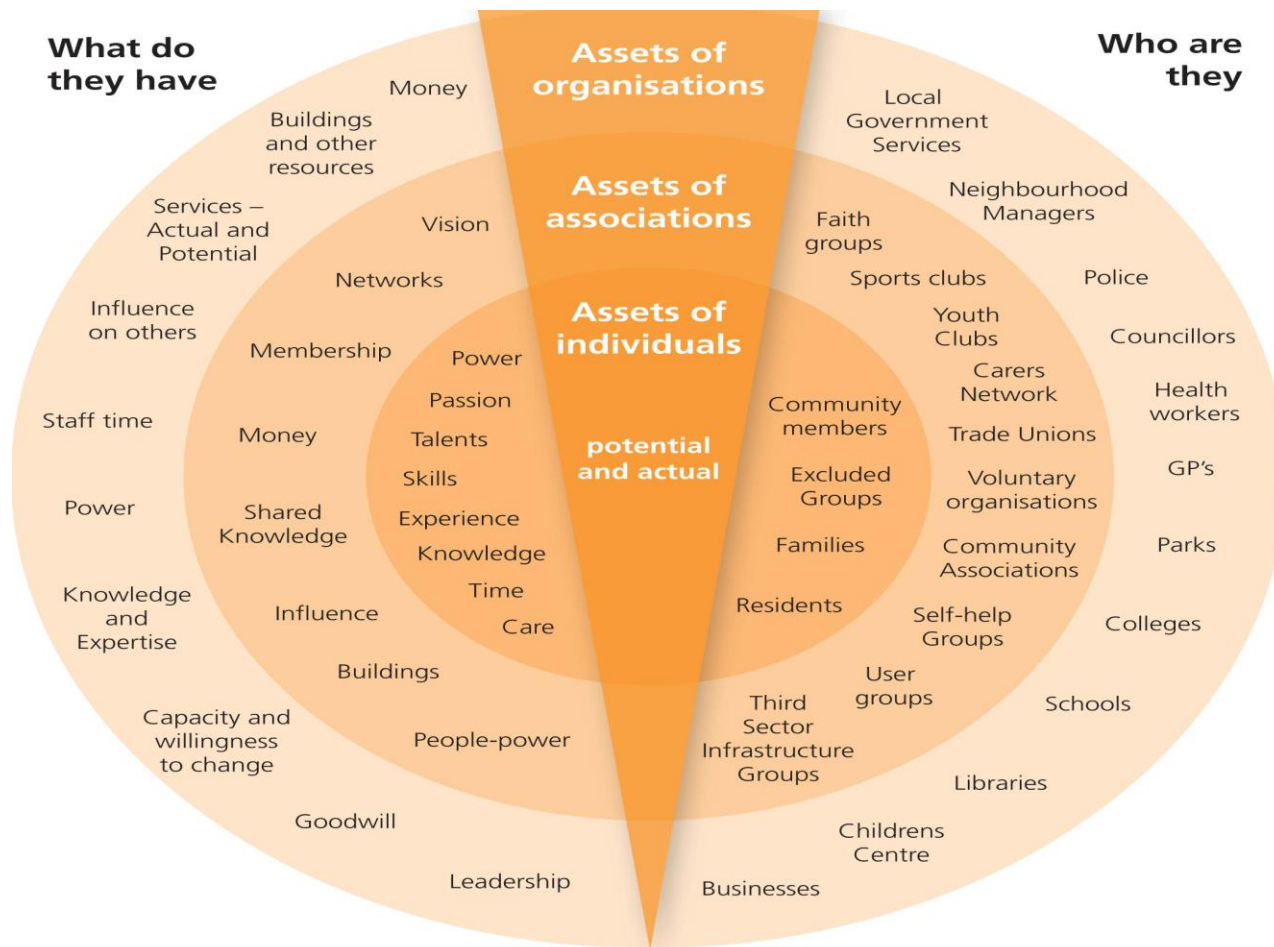 What do
they have
Assets of
organisations
Assets of
associations
Assets of
individuals
potential
and actual
Who are
they
Money
Buildings
and other
resources
Services –
Actual and
Potential
Influence
on others
Staff time
Power
Knowledge
and
Expertise
Capacity and
willingness
to change
Goodwill
Leadership
Vision
Networks
Membership
Money
Shared
Knowledge
Influence
Buildings
People-power
Power
Passion
Talents
Skills
Experience
Knowledge
Time
Care
Community
members
Excluded
Groups
Families
Residents
Faith
groups
Sports clubs
Youth
Clubs
Carers
Network
Trade Unions
Voluntary
organisations
Community
Associations
Self-help
Groups
User
groups
Third
Sector
Infrastructure
Groups
Local
Government
Services
Neighbourhood
Managers
Police
Councillors
Health
workers
GP's
Parks
Colleges
Schools
Libraries
Childrens
Centre
Businesses